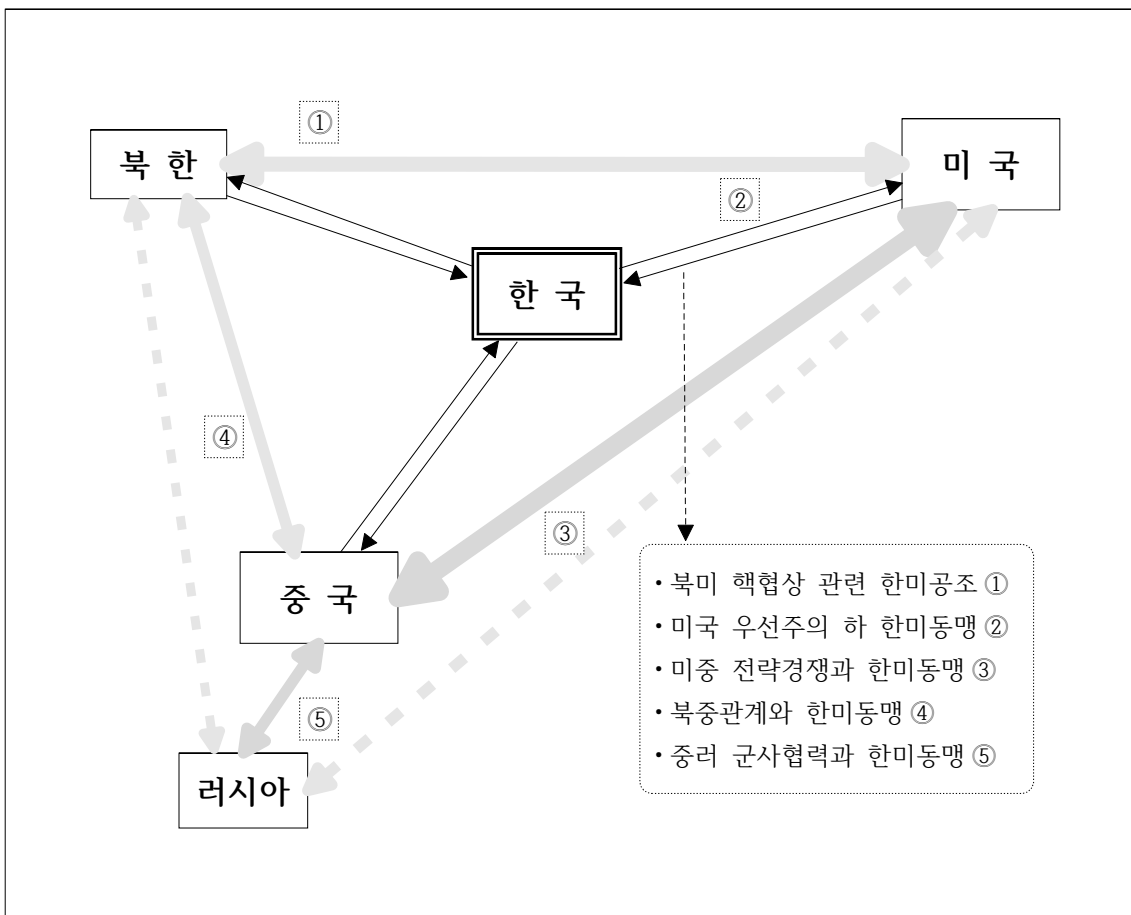 ①
북 한
미 국
②
한 국
④
③
중 국
⑤
러시아
・북미 핵협상 관련 한미공조 ①
・미국 우선주의 하 한미동맹 ②
・미중 전략경쟁과 한미동맹 ③
・북중관계와 한미동맹 ④
・중러 군사협력과 한미동맹 ⑤